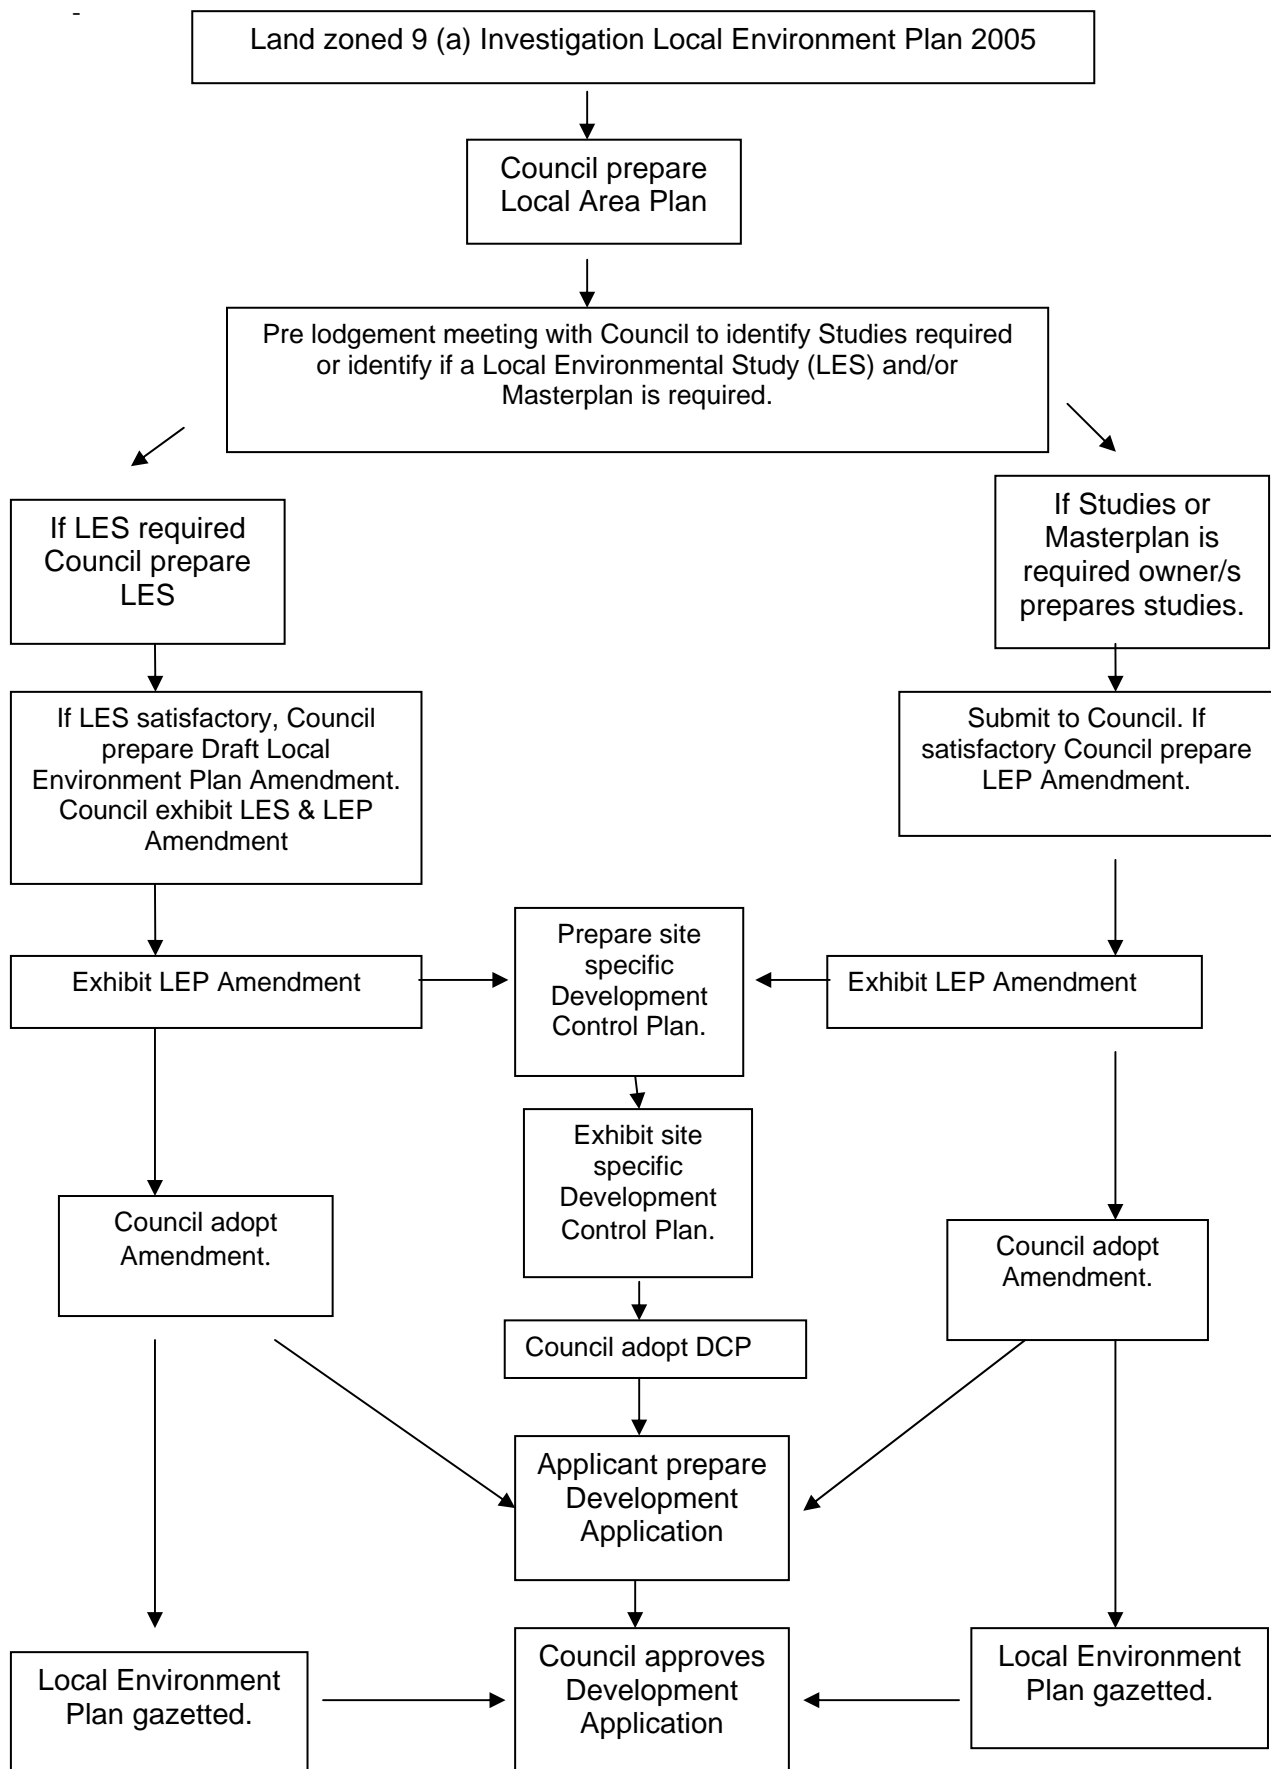 -
Land zoned 9 (a) Investigation Local Environment Plan 2005
Council prepare
Local Area Plan
Pre lodgement meeting with Council to identify Studies required
or identify if a Local Environmental Study (LES) and/or
Masterplan is required.
If LES required
Council prepare
LES
If Studies or
Masterplan is
required owner/s
prepares studies.
If LES satisfactory, Council
prepare Draft Local
Environment Plan Amendment.
Council exhibit LES & LEP
Amendment
Submit to Council. If
satisfactory Council prepare
LEP Amendment.
Exhibit LEP Amendment
Prepare site
specific
Development
Control Plan.
Exhibit LEP Amendment
Exhibit site
specific
Development
Control Plan.
Council adopt
Amendment.
Council adopt
Amendment.
Council adopt DCP
Applicant prepare
Development
Application
Local Environment
Plan gazetted.
Council approves
Development
Application
Local Environment
Plan gazetted.